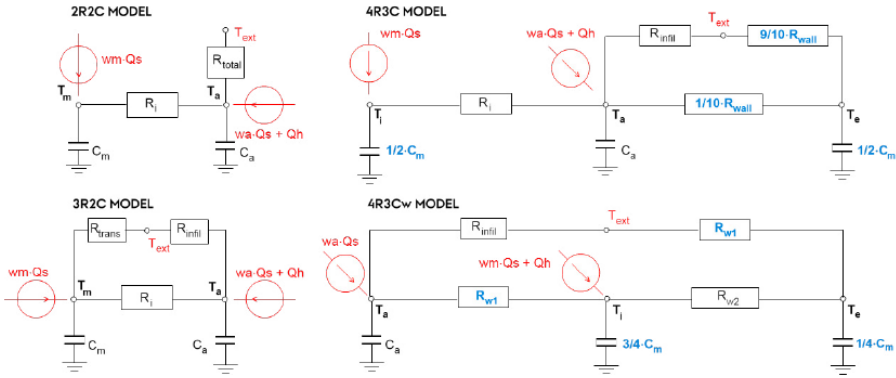 2R2C MODEL
T_ext
R_total
wm·Qs
T_m
R_i
T_a
wa·Qs + Qh
C_m
C_a
4R3C MODEL
wm·Qs
wa·Qs + Qh
R_infil
T_ext
9/10·R_wall
T_i
R_i
T_a
1/10·R_wall
T_e
1/2·C_m
C_a
1/2·C_m
3R2C MODEL
R_trans
T_ext
R_infil
wm·Qs
T_m
R_i
T_a
wa·Qs + Qh
C_m
C_a
4R3Cw MODEL
wa·Qs
R_infil
T_ext
R_w1
wm·Qs + Qh
T_a
R_w1
T_i
R_w2
T_e
C_a
3/4·C_m
1/4·C_m